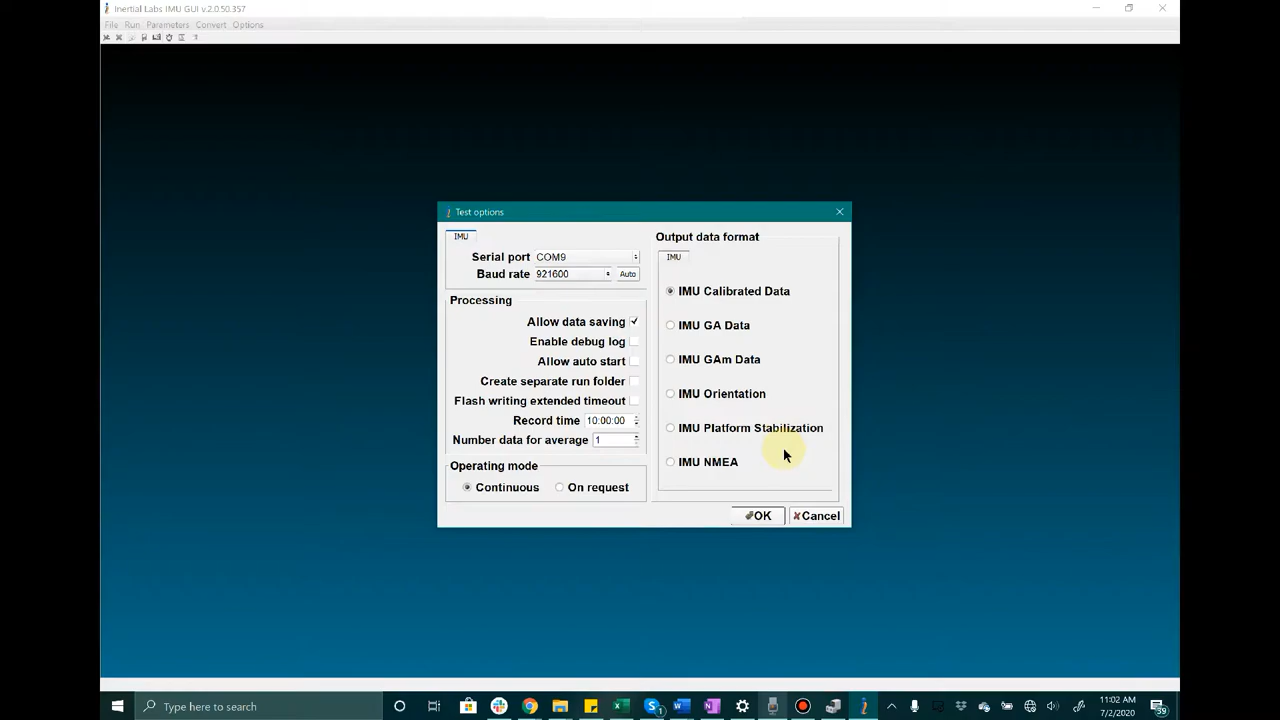 Inertial Labs IMU GUI v.2.0.50.357
File Run Parameters Convert Options
Test options
IMU
Serial port COM9
Baud rate 921600 Auto
Processing
Allow data saving
Enable debug log
Allow auto start
Create separate run folder
Flash writing extended timeout
Record time 10:00:00
Number data for average 1
Operating mode
Continuous On request
Output data format
IMU
IMU Calibrated Data
IMU GA Data
IMU GAm Data
IMU Orientation
IMU Platform Stabilization
IMU NMEA
OK Cancel
Type here to search
11:02 AM
7/2/2020